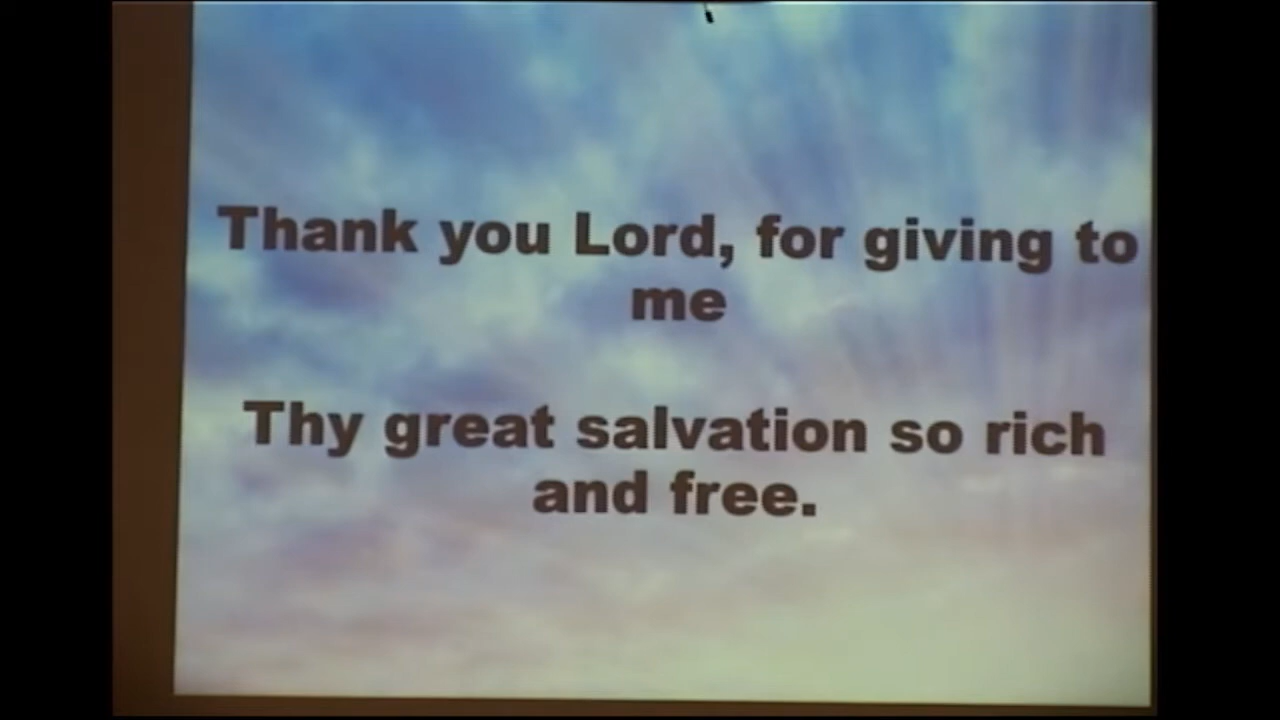 Thank you Lord, for giving to
me
Thy great salvation so rich
and free.